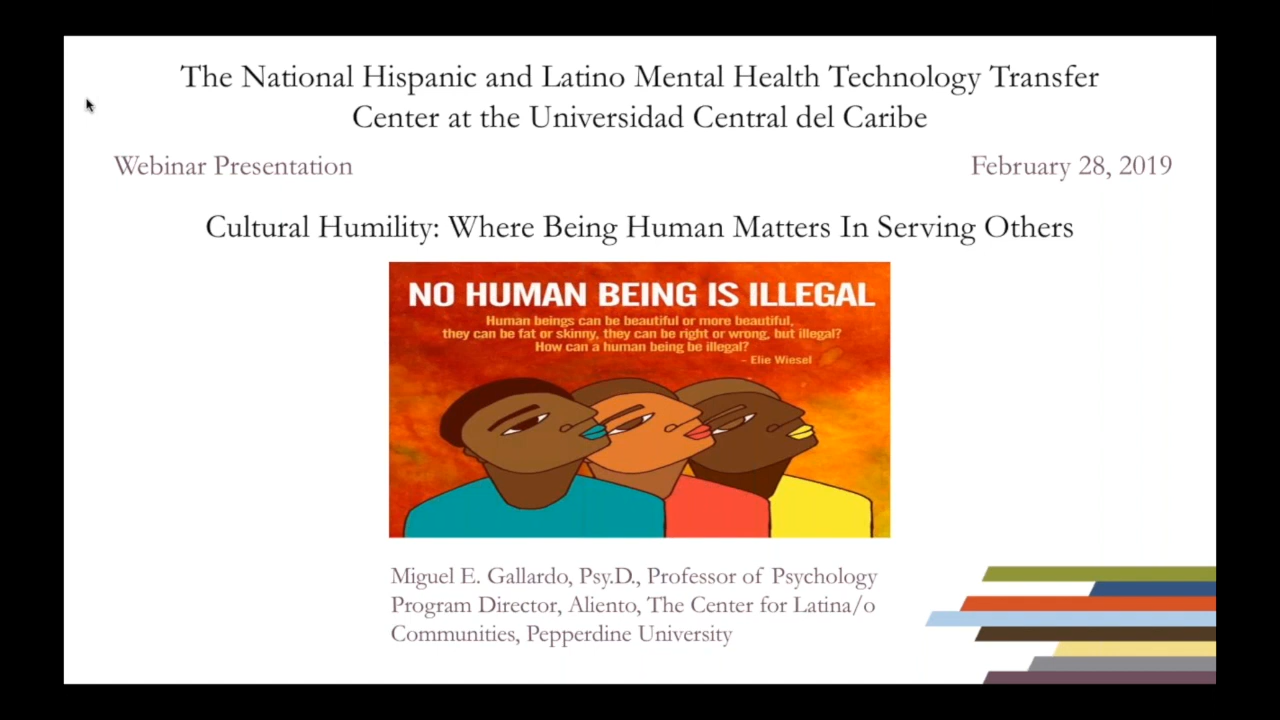 The National Hispanic and Latino Mental Health Technology Transfer
Center at the Universidad Central del Caribe
Webinar Presentation
February 28, 2019
Cultural Humility: Where Being Human Matters In Serving Others
NO HUMAN BEING IS ILLEGAL
Human beings can be beautiful or more beautiful,
they can be fat or skinny, they can be right or wrong, but illegal?
How can a human being be illegal?
- Elie Wiesel
Miguel E. Gallardo, Psy.D., Professor of Psychology
Program Director, Aliento, The Center for Latina/o
Communities, Pepperdine University